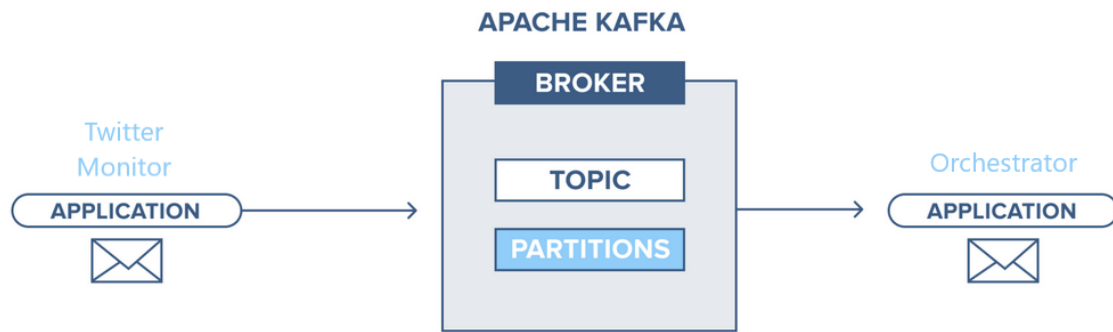 APACHE KAFKA
BROKER
Twitter
Monitor
APPLICATION
TOPIC
PARTITIONS
Orchestrator
APPLICATION